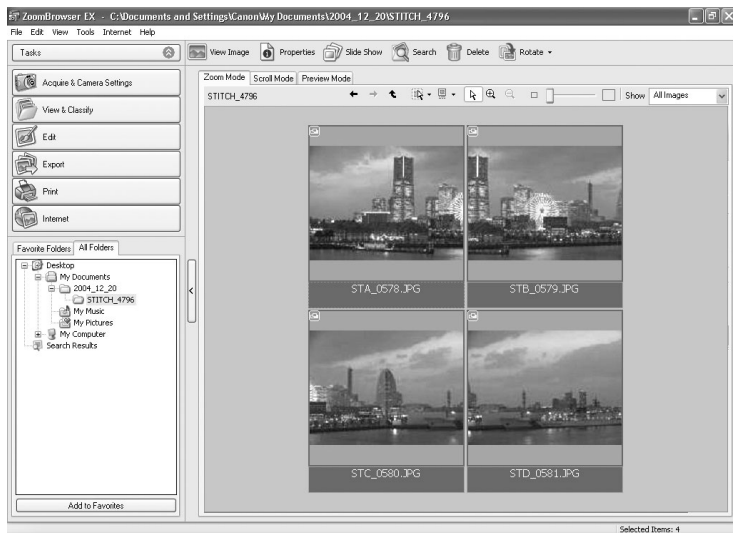 ZoomBrowser EX - C:\Documents and Settings\Canon\My Documents\2004_12_20\STITCH_4796
File Edit View Tools Internet Help
Tasks
View Image Properties Slide Show Search Delete Rotate
Acquire & Camera Settings
View & Classify
Edit
Export
Print
Internet
Zoom Mode Scroll Mode Preview Mode
STITCH_4796 Show All Images
STA_0578.JPG STB_0579.JPG
STC_0580.JPG STD_0581.JPG
Favorite Folders All Folders
Desktop
My Documents
2004_12_20
STITCH_4796
My Music
My Pictures
My Computer
Search Results
Add to Favorites
Selected Items: 4